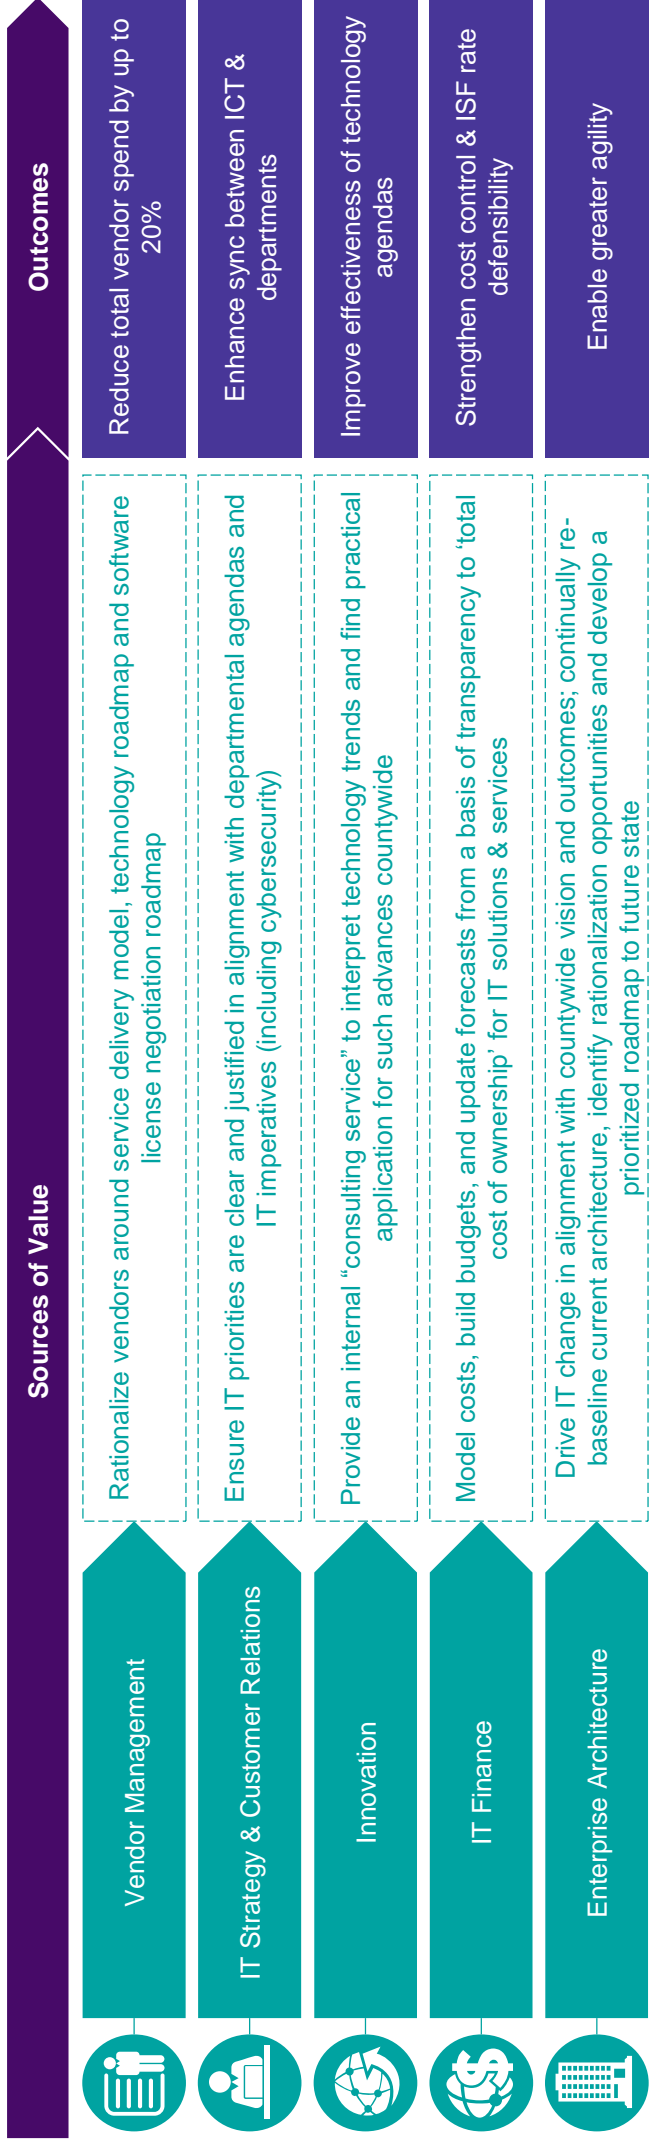 Sources of Value
Outcomes
Vendor Management
Rationalize vendors around service delivery model, technology roadmap and software
license negotiation roadmap
Reduce total vendor spend by up to
20%
IT Strategy & Customer Relations
Ensure IT priorities are clear and justified in alignment with departmental agendas and
IT imperatives (including cybersecurity)
Enhance sync between ICT &
departments
Innovation
Provide an internal “consulting service” to interpret technology trends and find practical
application for such advances countywide
Improve effectiveness of technology
agendas
IT Finance
Model costs, build budgets, and update forecasts from a basis of transparency to ‘total
cost of ownership’ for IT solutions & services
Strengthen cost control & ISF rate
defensibility
Enterprise Architecture
Drive IT change in alignment with countywide vision and outcomes; continually re-
baseline current architecture, identify rationalization opportunities and develop a
prioritized roadmap to future state
Enable greater agility